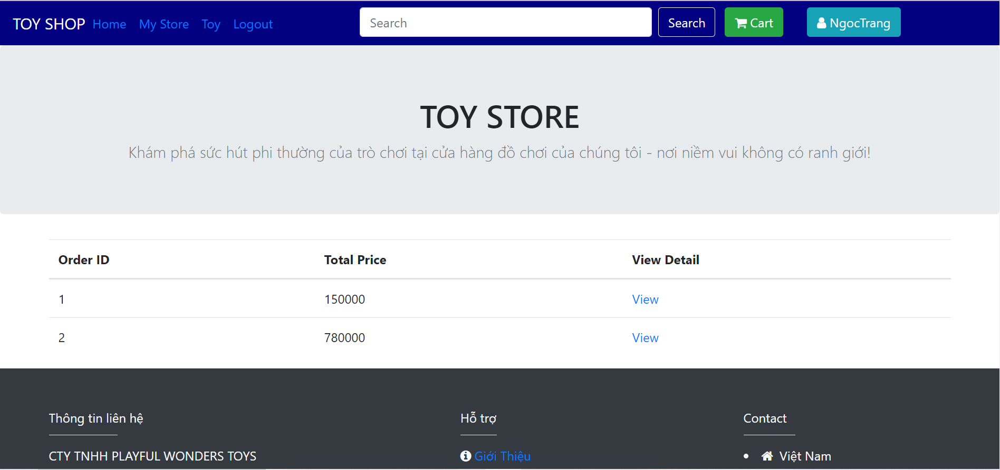 TOY SHOP Home My Store Toy Logout Search Search Cart NgocTrang
TOY STORE
Khám phá sức hút phi thường của trò chơi tại cửa hàng đồ chơi của chúng tôi - nơi niềm vui không có ranh giới!
Order ID Total Price View Detail
1 150000 View
2 780000 View
Thông tin liên hệ Hỗ trợ Contact
CTY TNHH PLAYFUL WONDERS TOYS Giới Thiệu Việt Nam